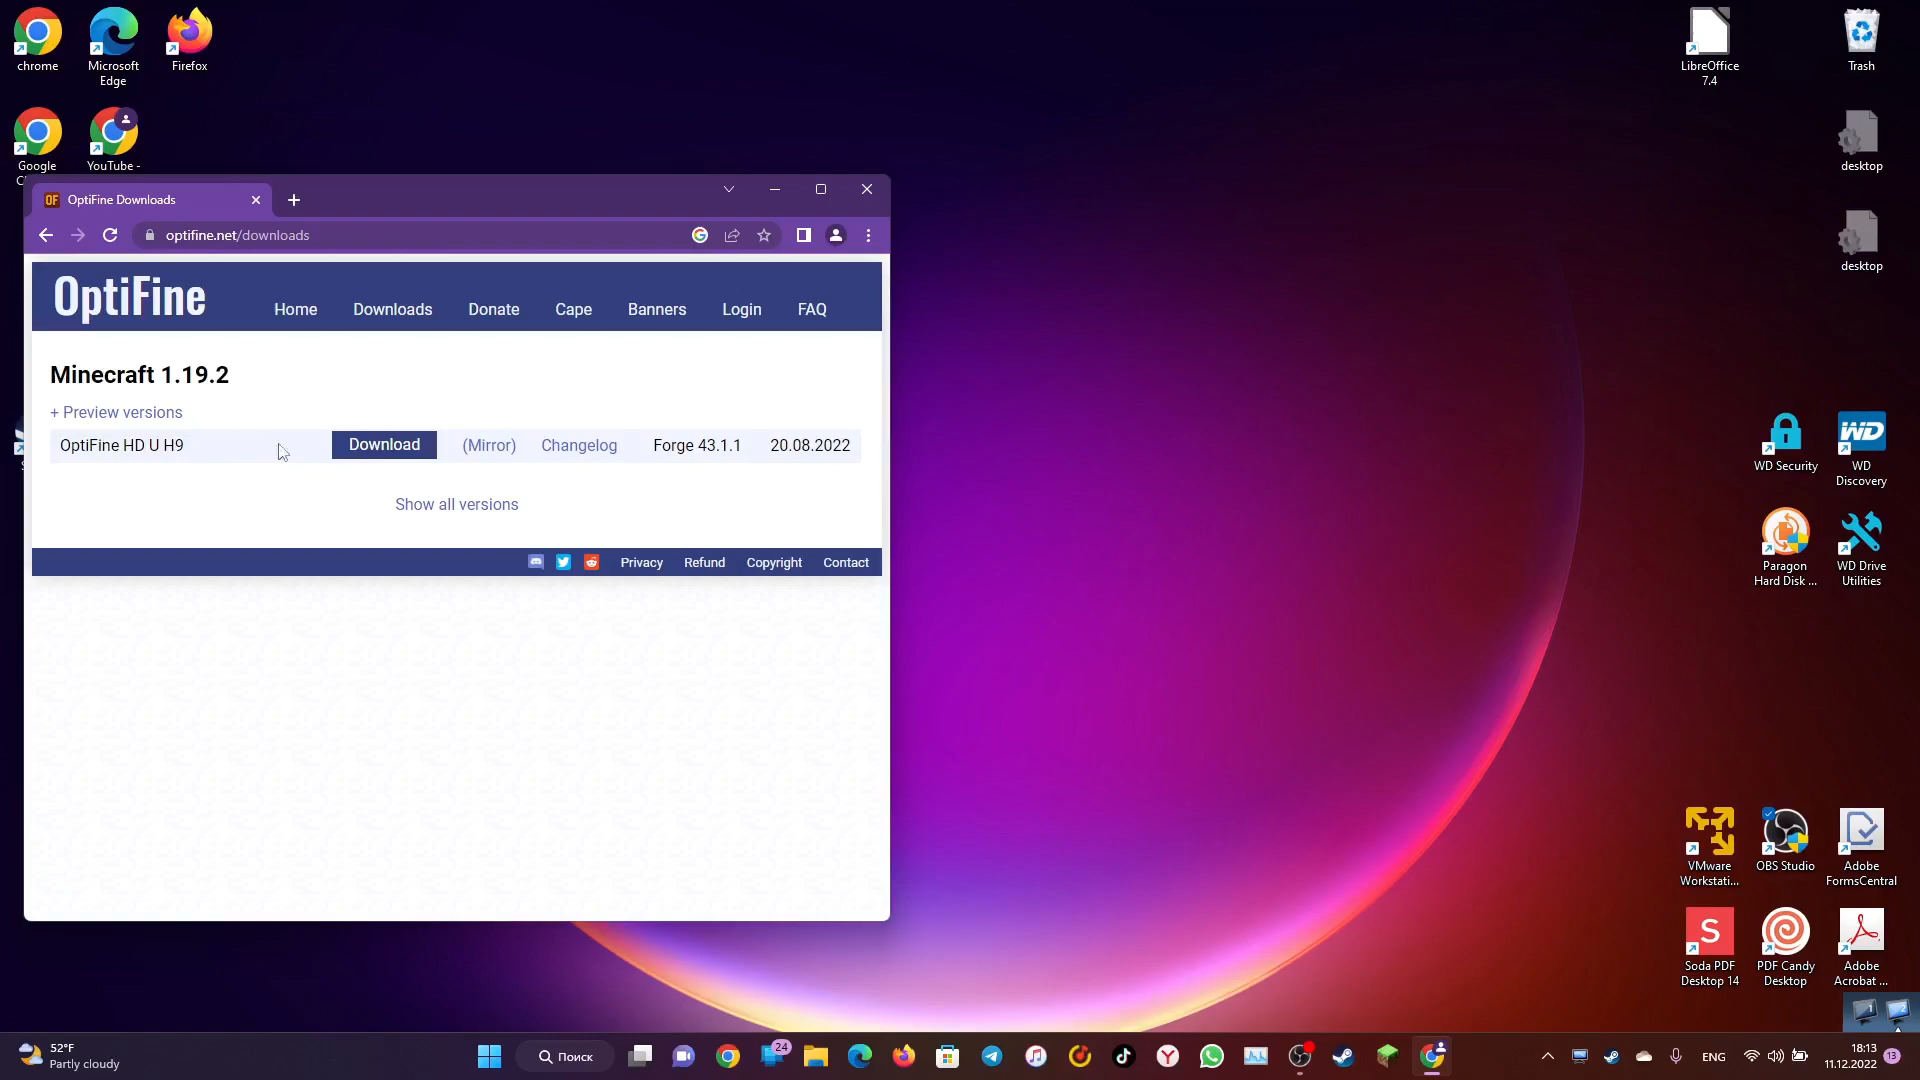 chrome
Microsoft
Edge
Firefox
LibreOffice
7.4
Trash
Google
YouTube -
desktop
desktop
OF OptiFine Downloads
optifine.net/downloads
OptiFine
Home Downloads Donate Cape Banners Login FAQ
Minecraft 1.19.2
+ Preview versions
OptiFine HD U H9 Download (Mirror) Changelog Forge 43.1.1 20.08.2022
Show all versions
Privacy Refund Copyright Contact
WD
WD Security
WD
Discovery
Paragon
Hard Disk ...
WD Drive
Utilities
VMware
Workstati...
OBS Studio
Adobe
FormsCentral
S
Soda PDF
Desktop 14
PDF Candy
Desktop
Adobe
Acrobat ...
1 2
52°F
Partly cloudy
Поиск
24
ENG
18:13
11.12.2022
13